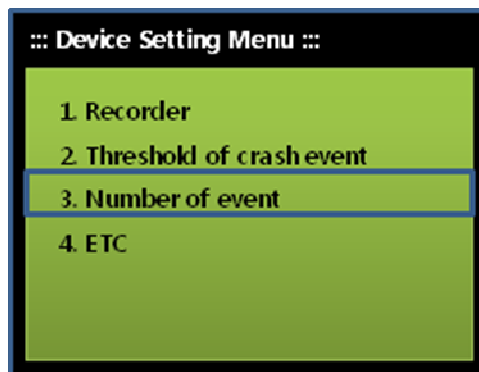 ::: Device Setting Menu :::
1. Recorder
2. Threshold of crash event
3. Number of event
4. ETC